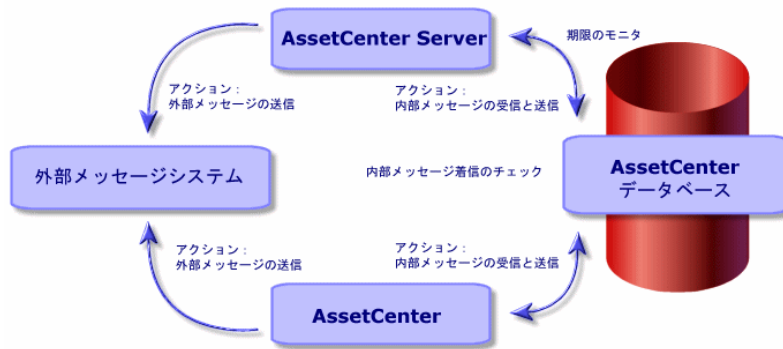 AssetCenter Server
期限のモニタ
アクション：
外部メッセージの送信
アクション：
内部メッセージの受信と送信
外部メッセージシステム
内部メッセージ着信のチェック
AssetCenter
データベース
アクション：
外部メッセージの送信
アクション：
内部メッセージの受信と送信
AssetCenter